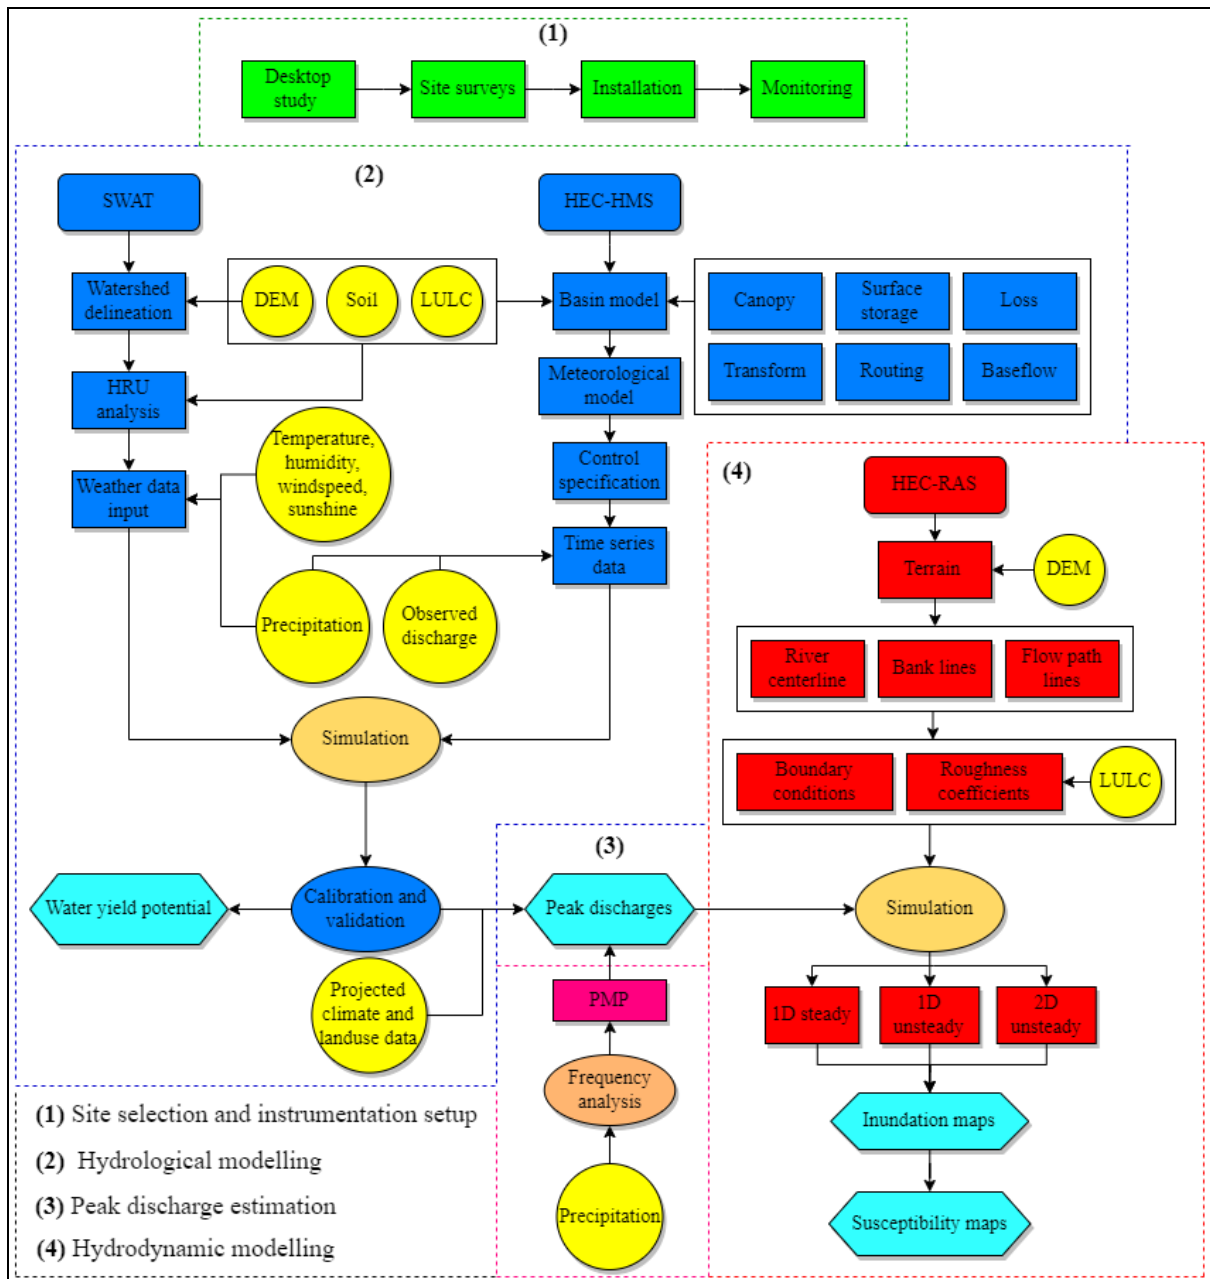 (1)
Desktop
study
Site surveys
Installation
Monitoring
(2)
SWAT
HEC-HMS
Watershed
delineation
DEM
Soil
LULC
Basin model
Canopy
Surface
storage
Loss
Transform
Routing
Baseflow
HRU
analysis
Meteorological
model
Temperature,
humidity,
windspeed,
sunshine
Control
specification
Weather data
input
Time series
data
Precipitation
Observed
discharge
Simulation
Calibration and
validation
Water yield potential
Projected
climate and
landuse data
(3)
Peak discharges
PMP
Frequency
analysis
Precipitation
(4)
HEC-RAS
Terrain
DEM
River
centerline
Bank lines
Flow path
lines
Boundary
conditions
Roughness
coefficients
LULC
Simulation
1D steady
1D
unsteady
2D
unsteady
Inundation maps
Susceptibility maps
(1) Site selection and instrumentation setup
(2) Hydrological modelling
(3) Peak discharge estimation
(4) Hydrodynamic modelling